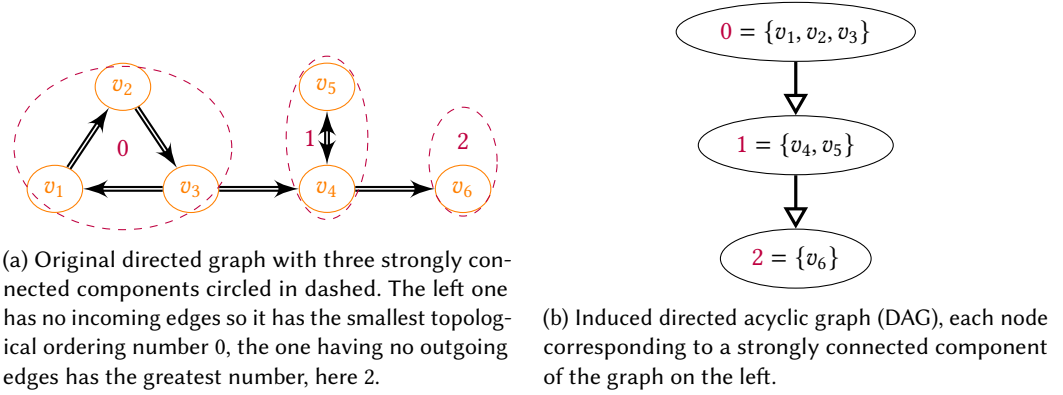 v₂
v₅
0
1
2
v₁
v₃
v₄
v₆
(a) Original directed graph with three strongly con-
nected components circled in dashed. The left one
has no incoming edges so it has the smallest topolog-
ical ordering number 0, the one having no outgoing
edges has the greatest number, here 2.
0 = {v₁, v₂, v₃}
1 = {v₄, v₅}
2 = {v₆}
(b) Induced directed acyclic graph (DAG), each node
corresponding to a strongly connected component
of the graph on the left.